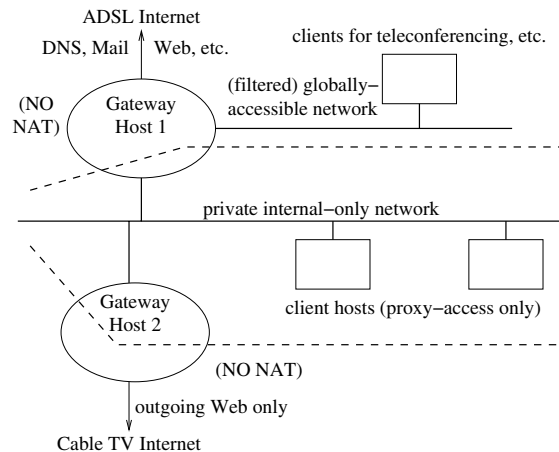 ADSL Internet
DNS, Mail Web, etc.
clients for teleconferencing, etc.
(filtered) globally−
accessible network
(NO
NAT)
Gateway
Host 1
private internal−only network
Gateway
Host 2
client hosts (proxy−access only)
(NO NAT)
outgoing Web only
Cable TV Internet